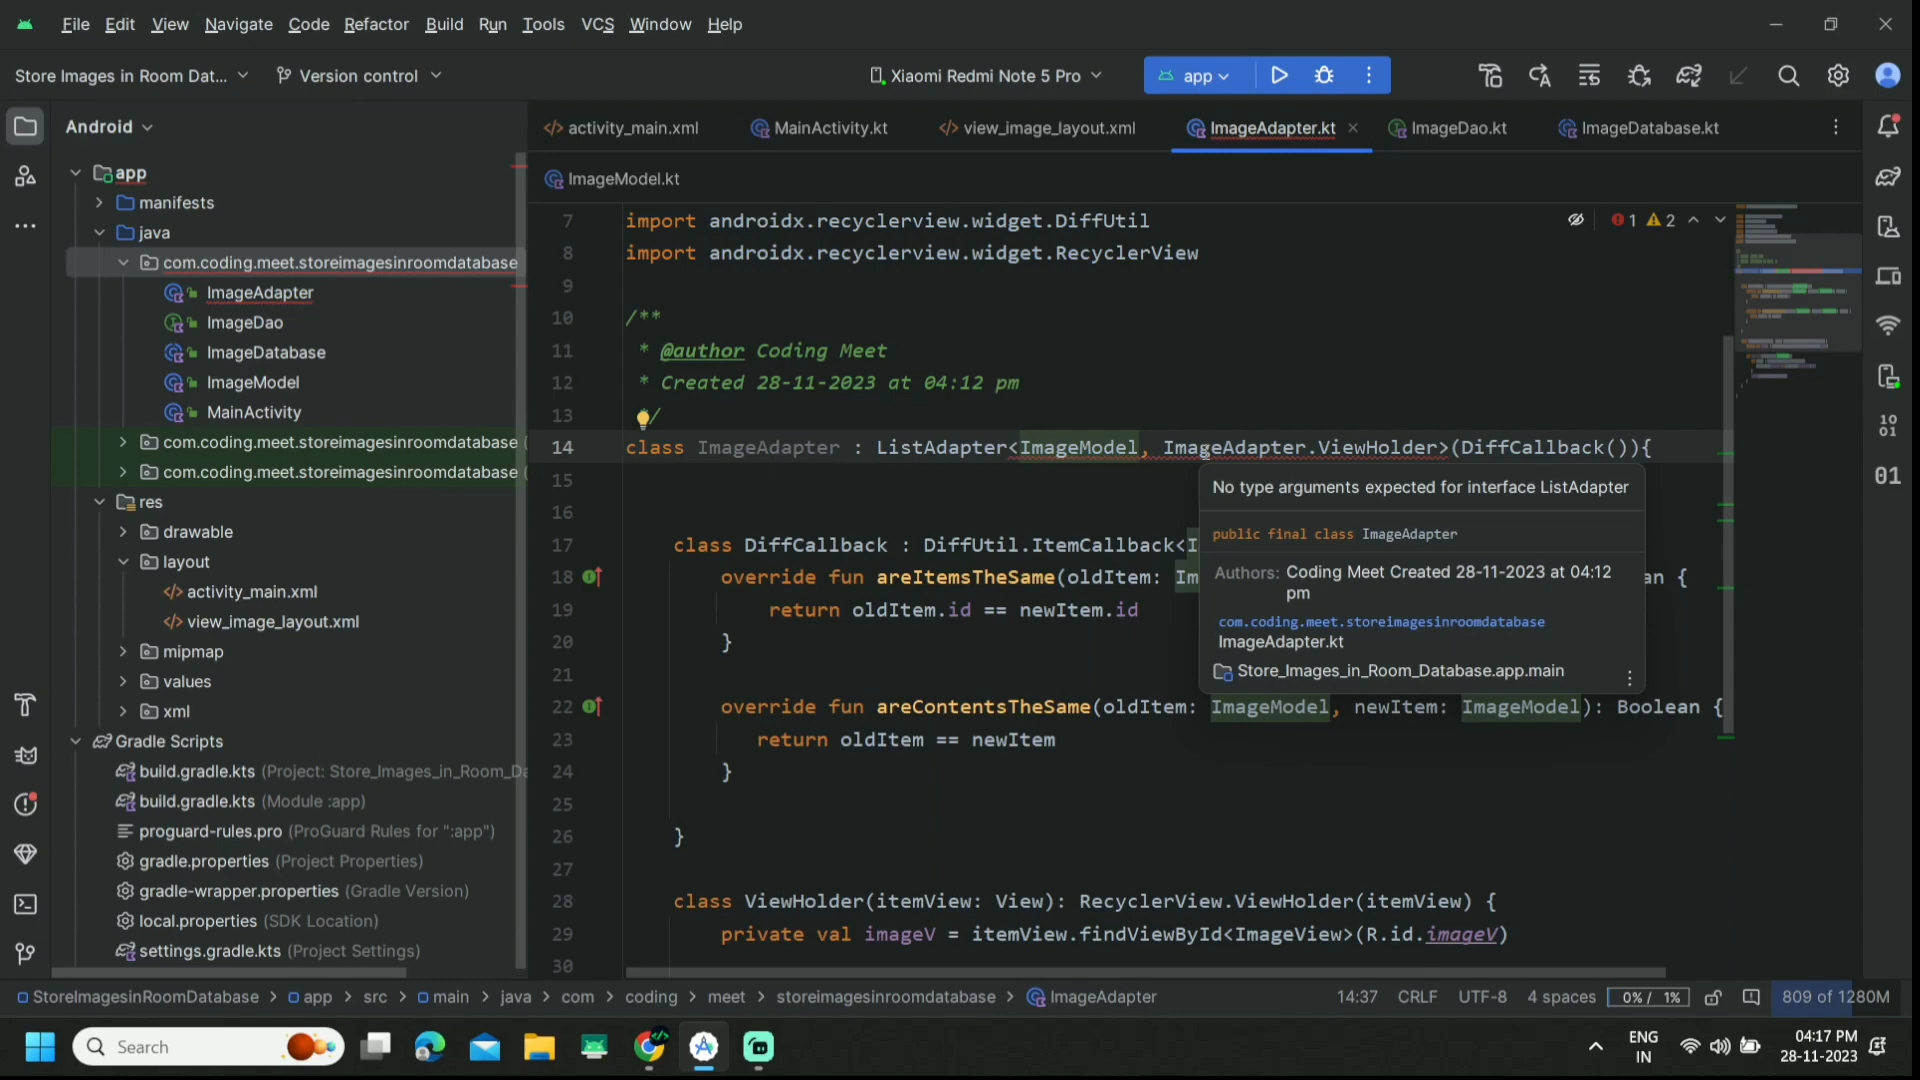 File Edit View Navigate Code Refactor Build Run Tools VCS Window Help
Store Images in Room Dat... Version control Xiaomi Redmi Note 5 Pro app
Android
activity_main.xml MainActivity.kt view_image_layout.xml ImageAdapter.kt ImageDao.kt ImageDatabase.kt
ImageModel.kt
app
manifests
java
com.coding.meet.storeimagesinroomdatabase
ImageAdapter
ImageDao
ImageDatabase
ImageModel
MainActivity
com.coding.meet.storeimagesinroomdatabase (
com.coding.meet.storeimagesinroomdatabase (
res
drawable
layout
activity_main.xml
view_image_layout.xml
mipmap
values
xml
Gradle Scripts
build.gradle.kts (Project: Store_Images_in_Room_Da
build.gradle.kts (Module :app)
proguard-rules.pro (ProGuard Rules for ":app")
gradle.properties (Project Properties)
gradle-wrapper.properties (Gradle Version)
local.properties (SDK Location)
settings.gradle.kts (Project Settings)
7 import androidx.recyclerview.widget.DiffUtil
1 2
8 import androidx.recyclerview.widget.RecyclerView
9
10 /**
11 * @author Coding Meet
12 * Created 28-11-2023 at 04:12 pm
13 /
14 class ImageAdapter : ListAdapter<ImageModel, ImageAdapter.ViewHolder>(DiffCallback()){
15
16
17 class DiffCallback : DiffUtil.ItemCallback<I
18 override fun areItemsTheSame(oldItem: Im an {
19 return oldItem.id == newItem.id
20 }
21
22 override fun areContentsTheSame(oldItem: ImageModel, newItem: ImageModel): Boolean {
23 return oldItem == newItem
24 }
25
26 }
27
28 class ViewHolder(itemView: View): RecyclerView.ViewHolder(itemView) {
29 private val imageV = itemView.findViewById<ImageView>(R.id.imageV)
30
No type arguments expected for interface ListAdapter
public final class ImageAdapter
Authors: Coding Meet Created 28-11-2023 at 04:12
pm
com.coding.meet.storeimagesinroomdatabase
ImageAdapter.kt
Store_Images_in_Room_Database.app.main
10
01
01
StoreImagesinRoomDatabase > app > src > main > java > com > coding > meet > storeimagesinroomdatabase > ImageAdapter 14:37 CRLF UTF-8 4 spaces 0% / 1% 809 of 1280M
Search
ENG
IN
04:17 PM
28-11-2023